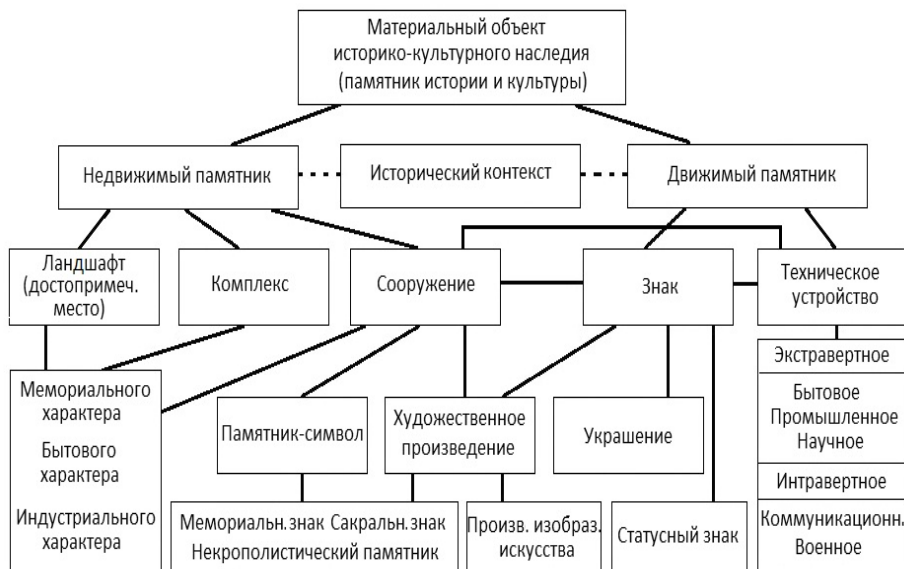 Материальный объект
историко-культурного наследия
(памятник истории и культуры)
Недвижимый памятник
Исторический контекст
Движимый памятник
Ландшафт
(достопримеч.
место)
Комплекс
Сооружение
Знак
Техническое
устройство
Мемориального
характера
Бытового
характера
Индустриального
характера
Памятник-символ
Художественное
произведение
Украшение
Экстравертное
Бытовое
Промышленное
Научное
Интравертное
Коммуникационн.
Военное
Мемориальн. знак Сакральн. знак
Некрополистический памятник
Произв. изобраз.
искусства
Статусный знак